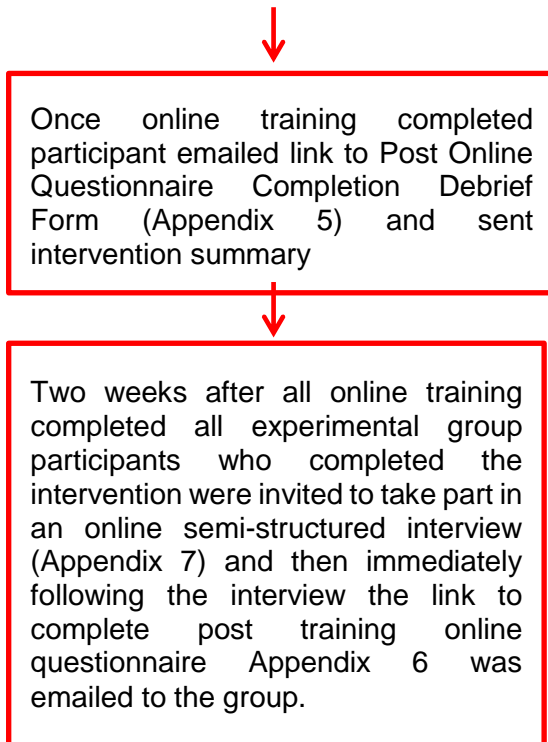 Once online training completed
participant emailed link to Post Online
Questionnaire Completion Debrief
Form (Appendix 5) and sent
intervention summary
Two weeks after all online training
completed all experimental group
participants who completed the
intervention were invited to take part in
an online semi-structured interview
(Appendix 7) and then immediately
following the interview the link to
complete post training online
questionnaire Appendix 6 was
emailed to the group.